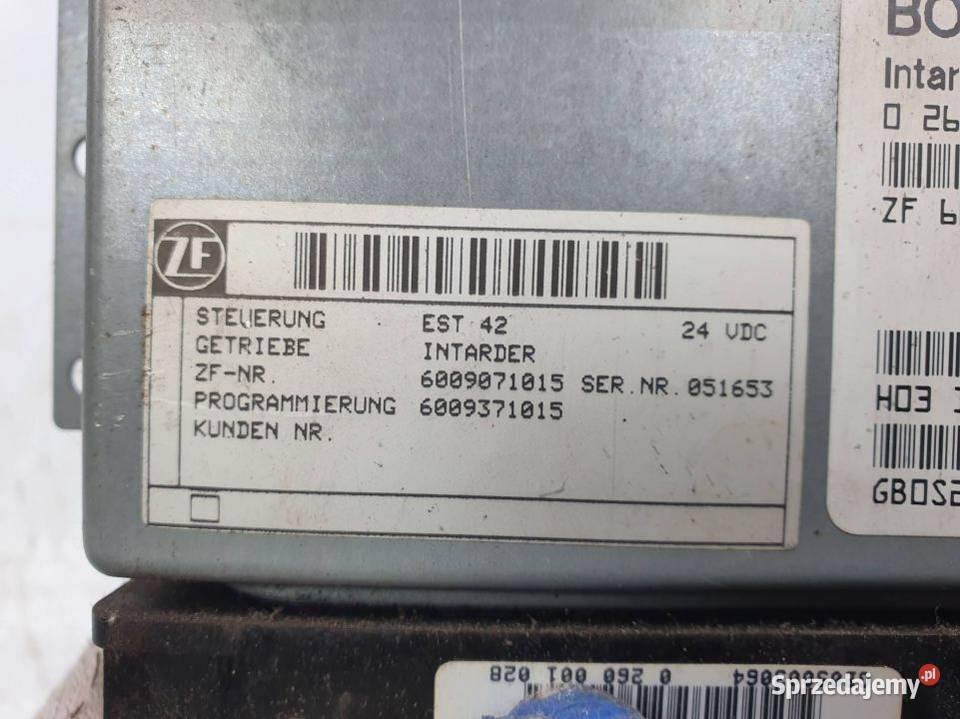 BO
Intar
0 26
ZF 6
ZF
STEUERUNG EST 42 24 VDC
GETRIEBE INTARDER
ZF-NR. 6009071015 SER.NR.051653
PROGRAMMIERUNG 6009371015
KUNDEN NR.
H03
GB0S2
0 260 001 028
Sprzedajemy.pl